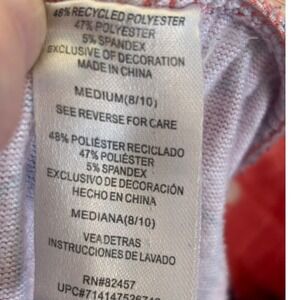 48% RECYCLED POLYESTER
47% POLYESTER
5% SPANDEX
EXCLUSIVE OF DECORATION
MADE IN CHINA
MEDIUM(8/10)
SEE REVERSE FOR CARE
48% POLIÉSTER RECICLADO
47% POLIÉSTER
5% SPANDEX
EXCLUSIVO DE DECORACIÓN
HECHO EN CHINA
MEDIANA(8/10)
VEA DETRAS
INSTRUCCIONES DE LAVADO
RN#82457